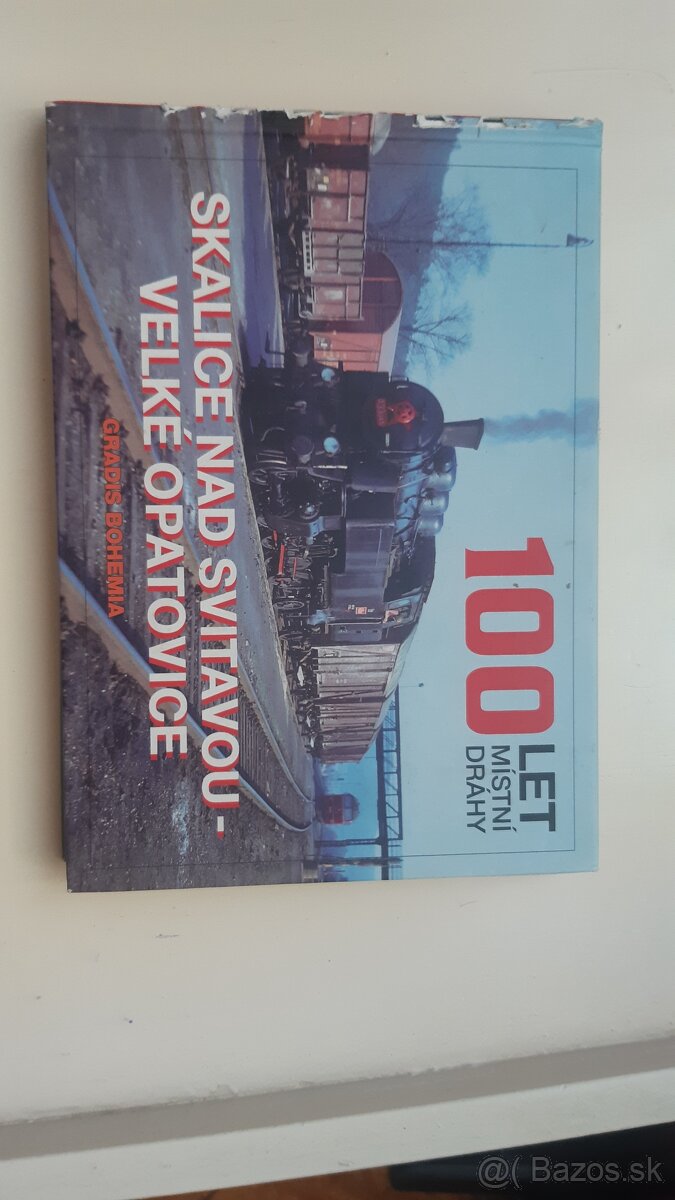 100 LET
MÍSTNÍ
DRÁHY
SKALICE NAD SVITAVOU -
VELKÉ OPATOVICE
GRADIS BOHEMIA
@( Bazos.sk